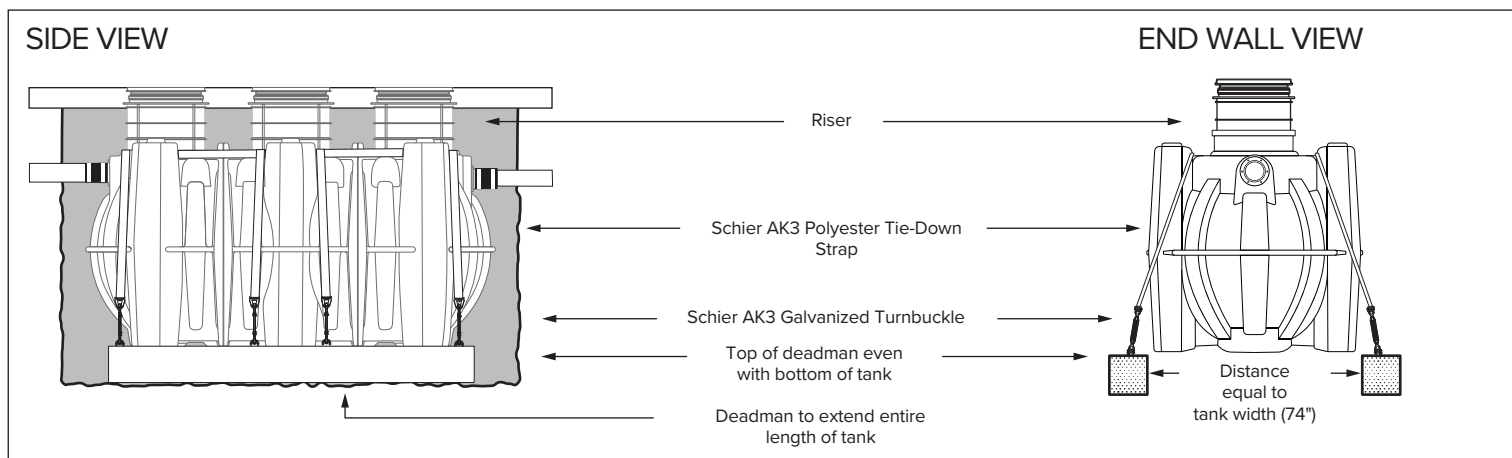 SIDE VIEW
END WALL VIEW
Riser
Schier AK3 Polyester Tie-Down
Strap
Schier AK3 Galvanized Turnbuckle
Top of deadman even
with bottom of tank
Distance
equal to
tank width (74")
Deadman to extend entire
length of tank